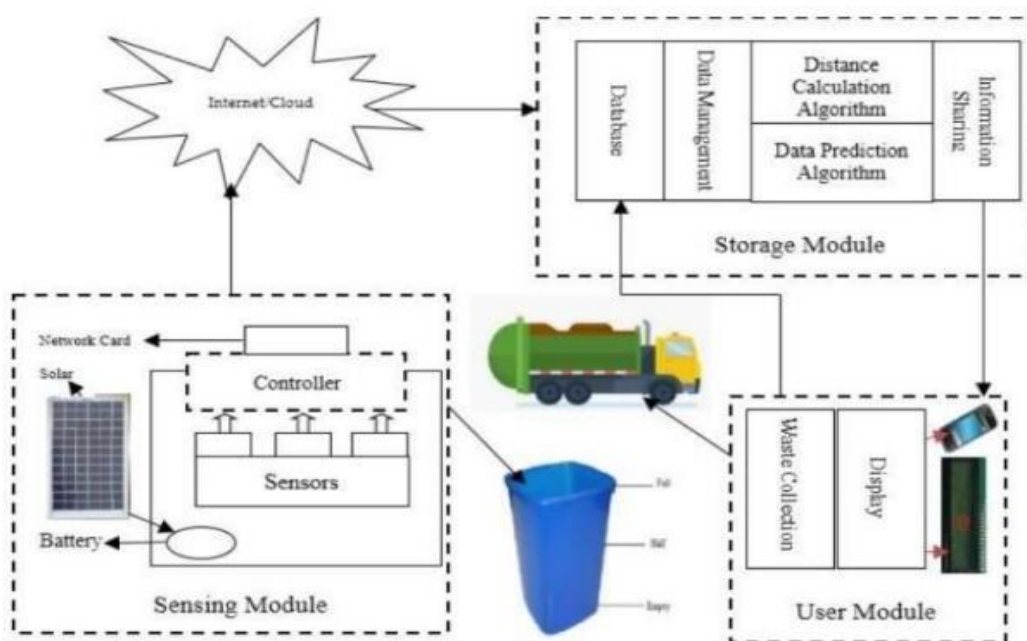 Internet/Cloud
Database
Data Management
Distance
Calculation
Algorithm
Data Prediction
Algorithm
Information
Sharing
Storage Module
Network Card
Solar
Controller
Sensors
Battery
Sensing Module
Full
Half
Empty
Waste Collection
Display
User Module